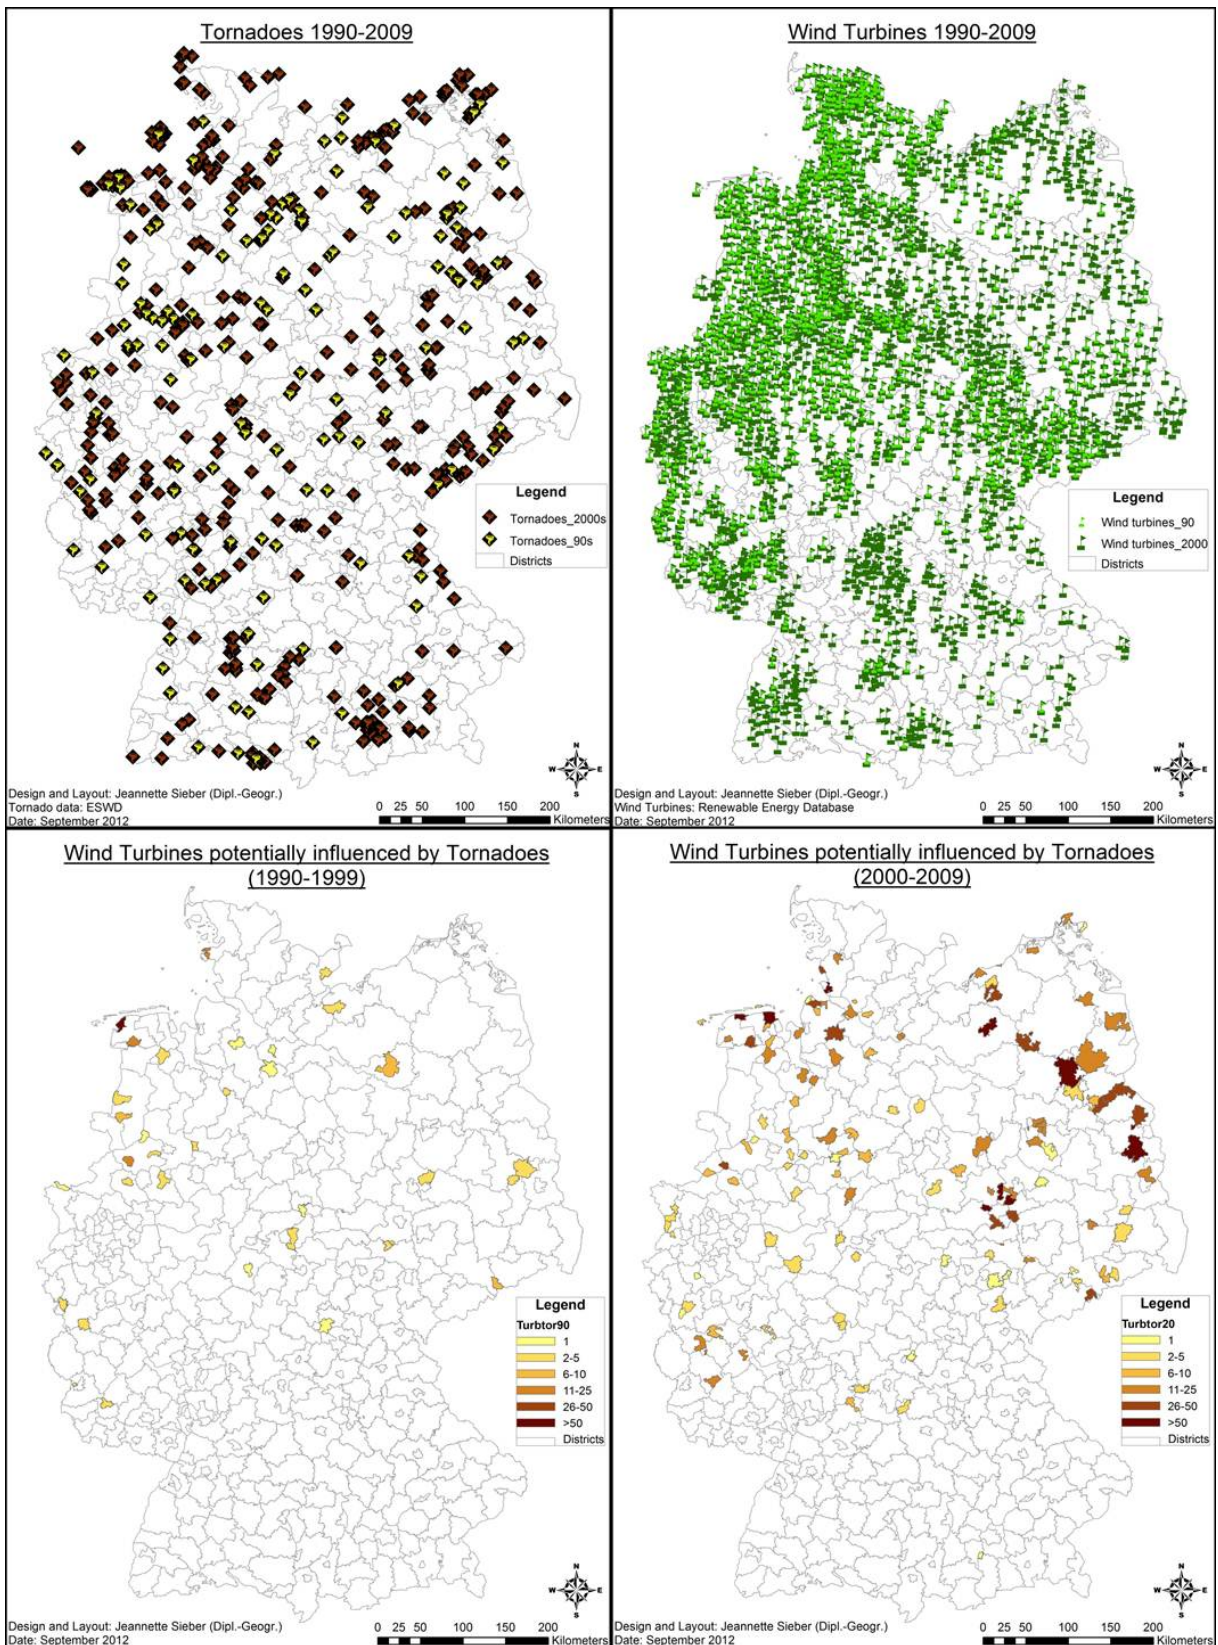 Tornadoes 1990-2009
Legend
Tornadoes_2000s
Tornadoes_90s
Districts
N
W E
S
Design and Layout: Jeannette Sieber (Dipl.-Geogr.)
Tornado data: ESWD
Date: September 2012
0 25 50 100 150 200
Kilometers
Wind Turbines 1990-2009
Legend
Wind turbines_90
Wind turbines_2000
Districts
N
W E
S
Design and Layout: Jeannette Sieber (Dipl.-Geogr.)
Wind Turbines: Renewable Energy Database
Date: September 2012
0 25 50 100 150 200
Kilometers
Wind Turbines potentially influenced by Tornadoes
(1990-1999)
Legend
Turbtor90
1
2-5
6-10
11-25
26-50
>50
Districts
N
W E
S
Design and Layout: Jeannette Sieber (Dipl.-Geogr.)
Date: September 2012
0 25 50 100 150 200
Kilometers
Wind Turbines potentially influenced by Tornadoes
(2000-2009)
Legend
Turbtor20
1
2-5
6-10
11-25
26-50
>50
Districts
N
W E
S
Design and Layout: Jeannette Sieber (Dipl.-Geogr.)
Date: September 2012
0 25 50 100 150 200
Kilometers